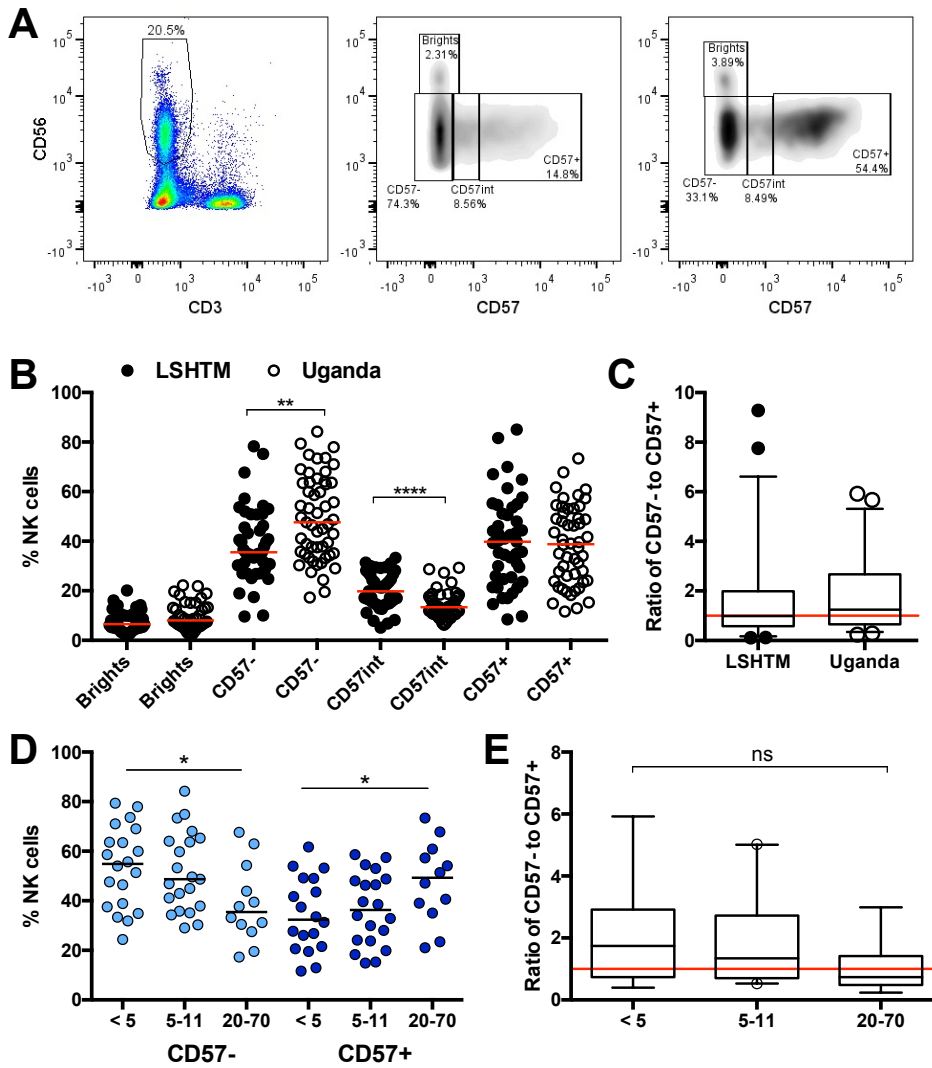 A
20.5%
CD56
10^5
10^4
10^3
-10^3
-10^3 0 10^3 10^4 10^5
CD3
Brights
2.31%
CD57+
14.8%
CD57-
74.3%
CD57int
8.56%
10^5
10^4
10^3
-10^3
-10^3 0 10^3 10^4 10^5
CD57
Brights
3.89%
CD57+
54.4%
CD57-
33.1%
CD57int
8.49%
10^5
10^4
10^3
-10^3
-10^3 0 10^3 10^4 10^5
CD57
B
LSHTM Uganda
% NK cells
100
80
60
40
20
0
**
****
Brights Brights CD57- CD57- CD57int CD57int CD57+ CD57+
C
Ratio of CD57- to CD57+
10
8
6
4
2
0
LSHTM Uganda
D
% NK cells
100
80
60
40
20
0
* *
< 5 5-11 20-70 < 5 5-11 20-70
CD57- CD57+
E
Ratio of CD57- to CD57+
8
6
4
2
0
ns
< 5 5-11 20-70